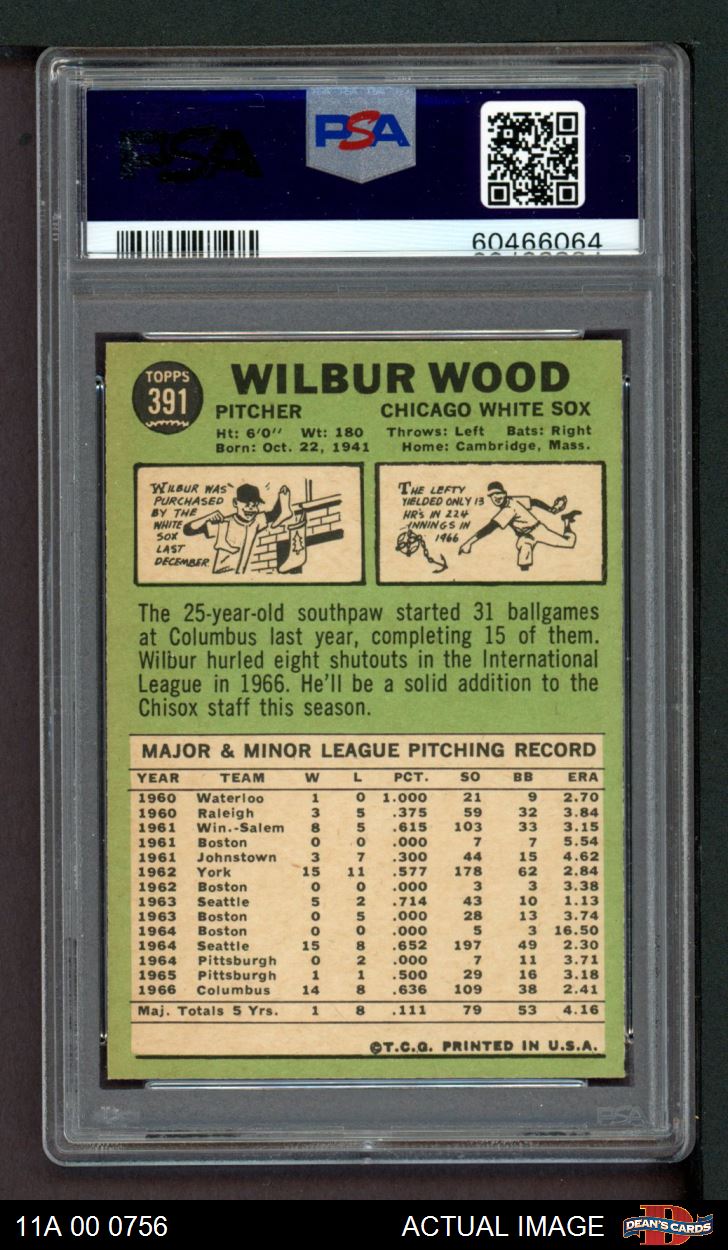 PSA
PSA
60466064
TOPPS
391
WILBUR WOOD
PITCHER CHICAGO WHITE SOX
Ht: 6'0" Wt: 180 Throws: Left Bats: Right
Born: Oct. 22, 1941 Home: Cambridge, Mass.
WILBUR WAS
PURCHASED
BY THE
WHITE
SOX
LAST
DECEMBER
THE LEFTY
YIELDED ONLY 13
HR's IN 224
INNINGS IN
1966
The 25-year-old southpaw started 31 ballgames
at Columbus last year, completing 15 of them.
Wilbur hurled eight shutouts in the International
League in 1966. He'll be a solid addition to the
Chisox staff this season.
MAJOR & MINOR LEAGUE PITCHING RECORD
YEAR TEAM W L PCT. SO BB ERA
1960 Waterloo 1 0 1.000 21 9 2.70
1960 Raleigh 3 5 .375 59 32 3.84
1961 Win.-Salem 8 5 .615 103 33 3.15
1961 Boston 0 0 .000 7 7 5.54
1961 Johnstown 3 7 .300 44 15 4.62
1962 York 15 11 .577 178 62 2.84
1962 Boston 0 0 .000 3 3 3.38
1963 Seattle 5 2 .714 43 10 1.13
1963 Boston 0 5 .000 28 13 3.74
1964 Boston 0 0 .000 5 3 16.50
1964 Seattle 15 8 .652 197 49 2.30
1964 Pittsburgh 0 2 .000 7 11 3.71
1965 Pittsburgh 1 1 .500 29 16 3.18
1966 Columbus 14 8 .636 109 38 2.41
Maj. Totals 5 Yrs. 1 8 .111 79 53 4.16
©T.C.G. PRINTED IN U.S.A.
PSA
11A 00 0756 ACTUAL IMAGE DEAN'S CARDS